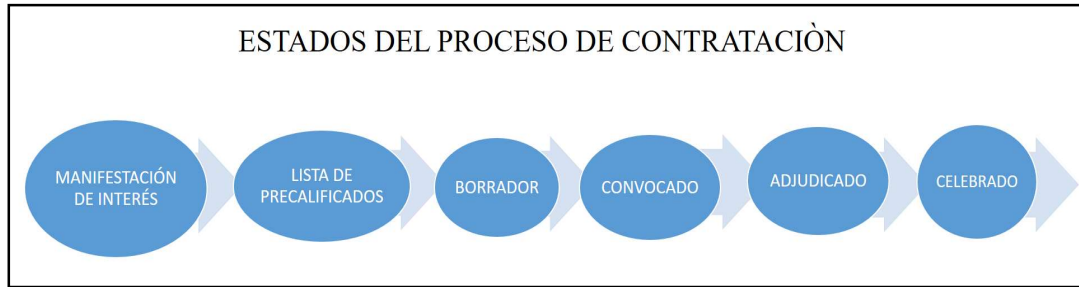 ESTADOS DEL PROCESO DE CONTRATACIÒN
MANIFESTACIÓN
DE INTERÉS
LISTA DE
PRECALIFICADOS
BORRADOR
CONVOCADO
ADJUDICADO
CELEBRADO